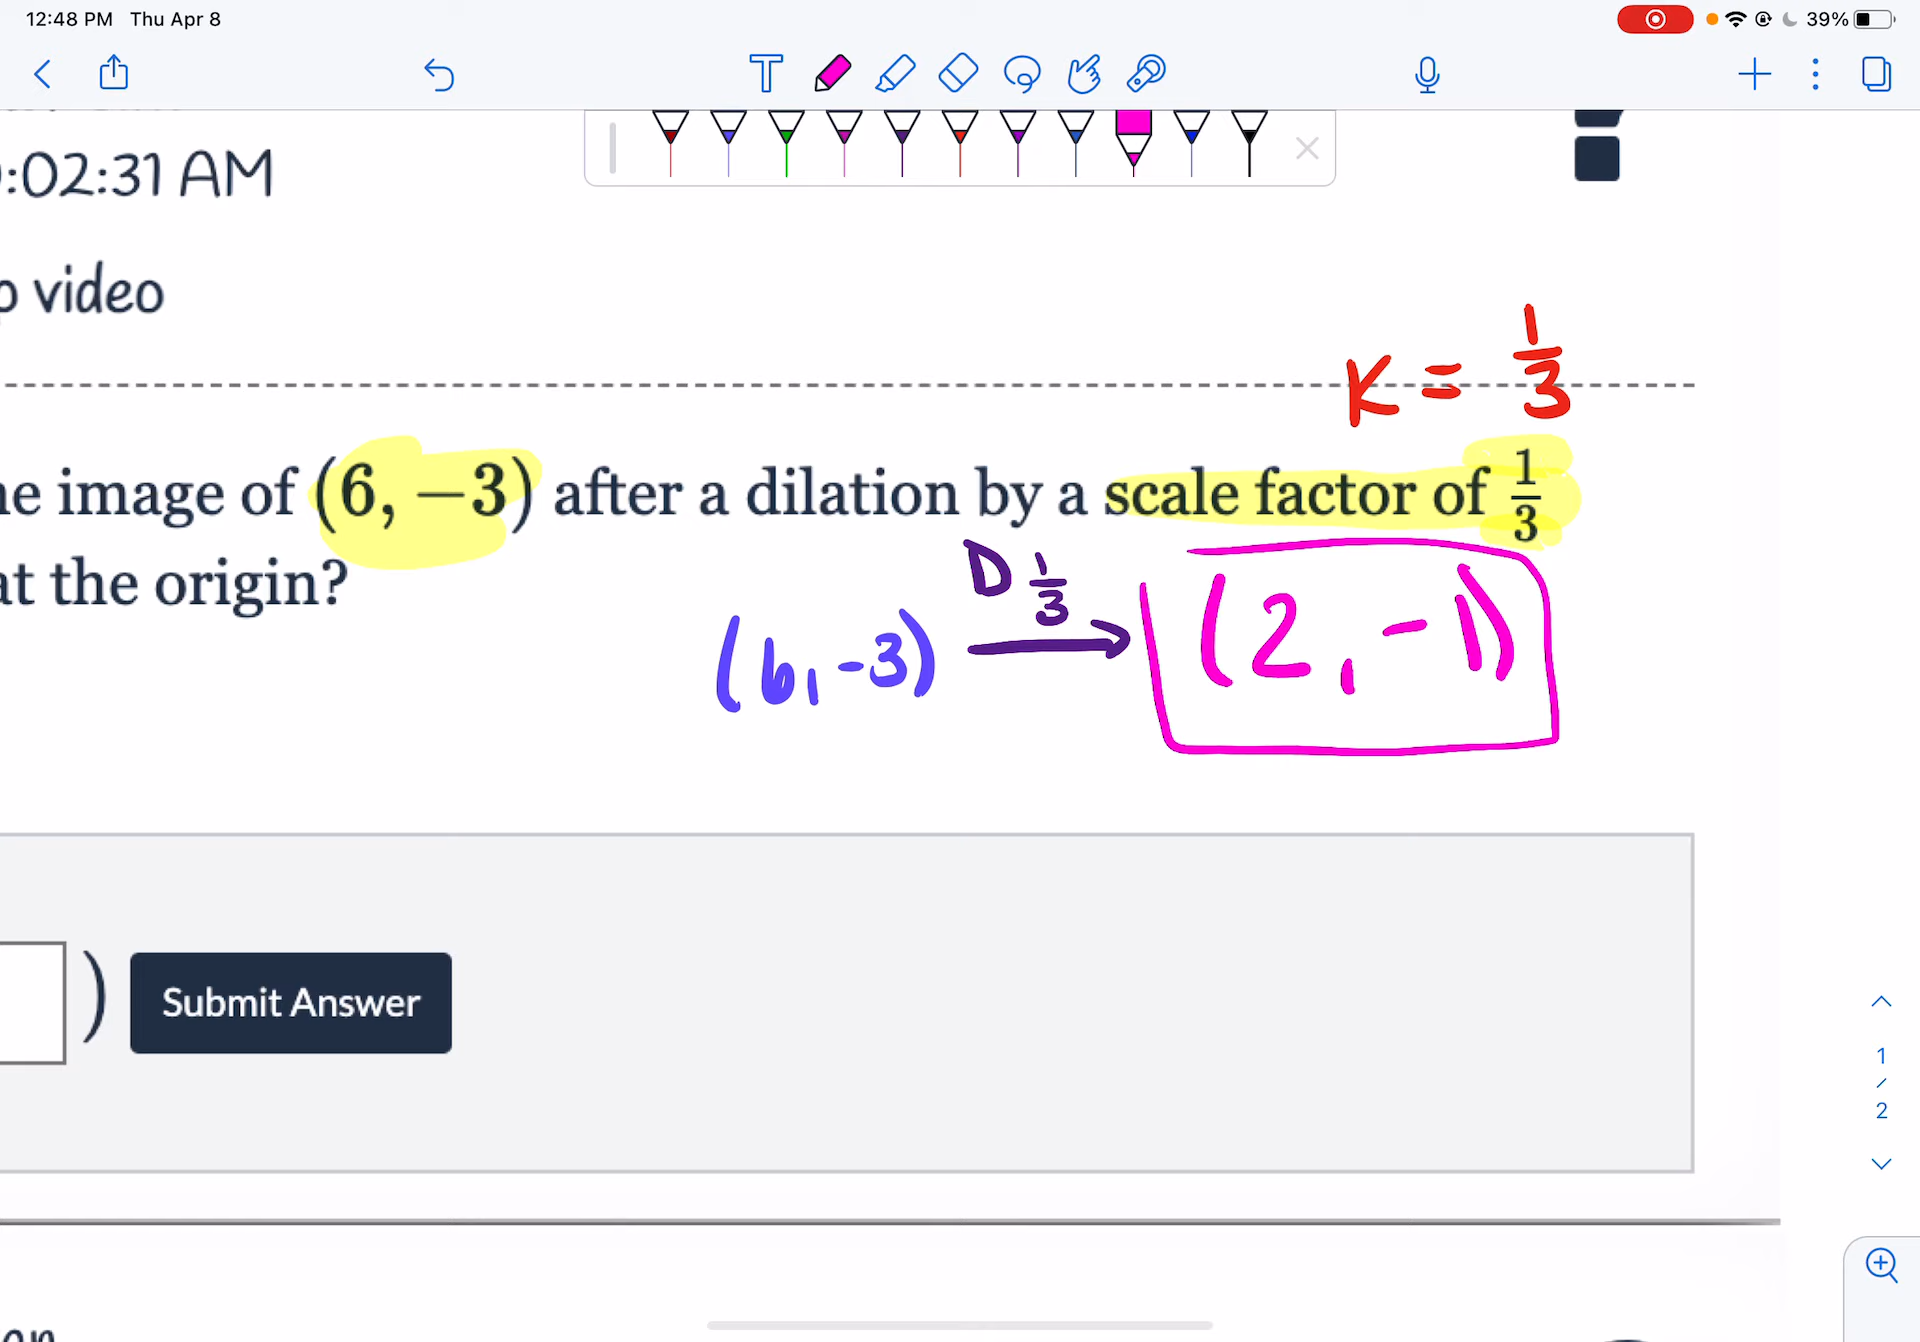 12:48 PM Thu Apr 8
39%
T
:02:31 AM
video
K = 1/3
image of (6, −3) after a dilation by a scale factor of 1/3
at the origin?
D 1/3
(6, -3)
(2, -1)
)
Submit Answer
1
/
2